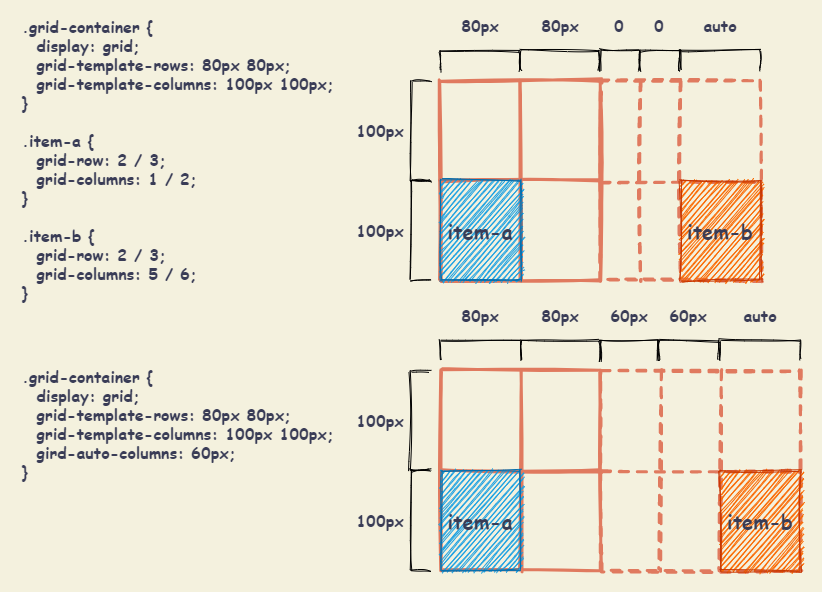 .grid-container {
display: grid;
grid-template-rows: 80px 80px;
grid-template-columns: 100px 100px;
}
.item-a {
grid-row: 2 / 3;
grid-columns: 1 / 2;
}
.item-b {
grid-row: 2 / 3;
grid-columns: 5 / 6;
}
80px 80px 0 0 auto
100px
100px
item-a item-b
.grid-container {
display: grid;
grid-template-rows: 80px 80px;
grid-template-columns: 100px 100px;
gird-auto-columns: 60px;
}
80px 80px 60px 60px auto
100px
100px
item-a item-b